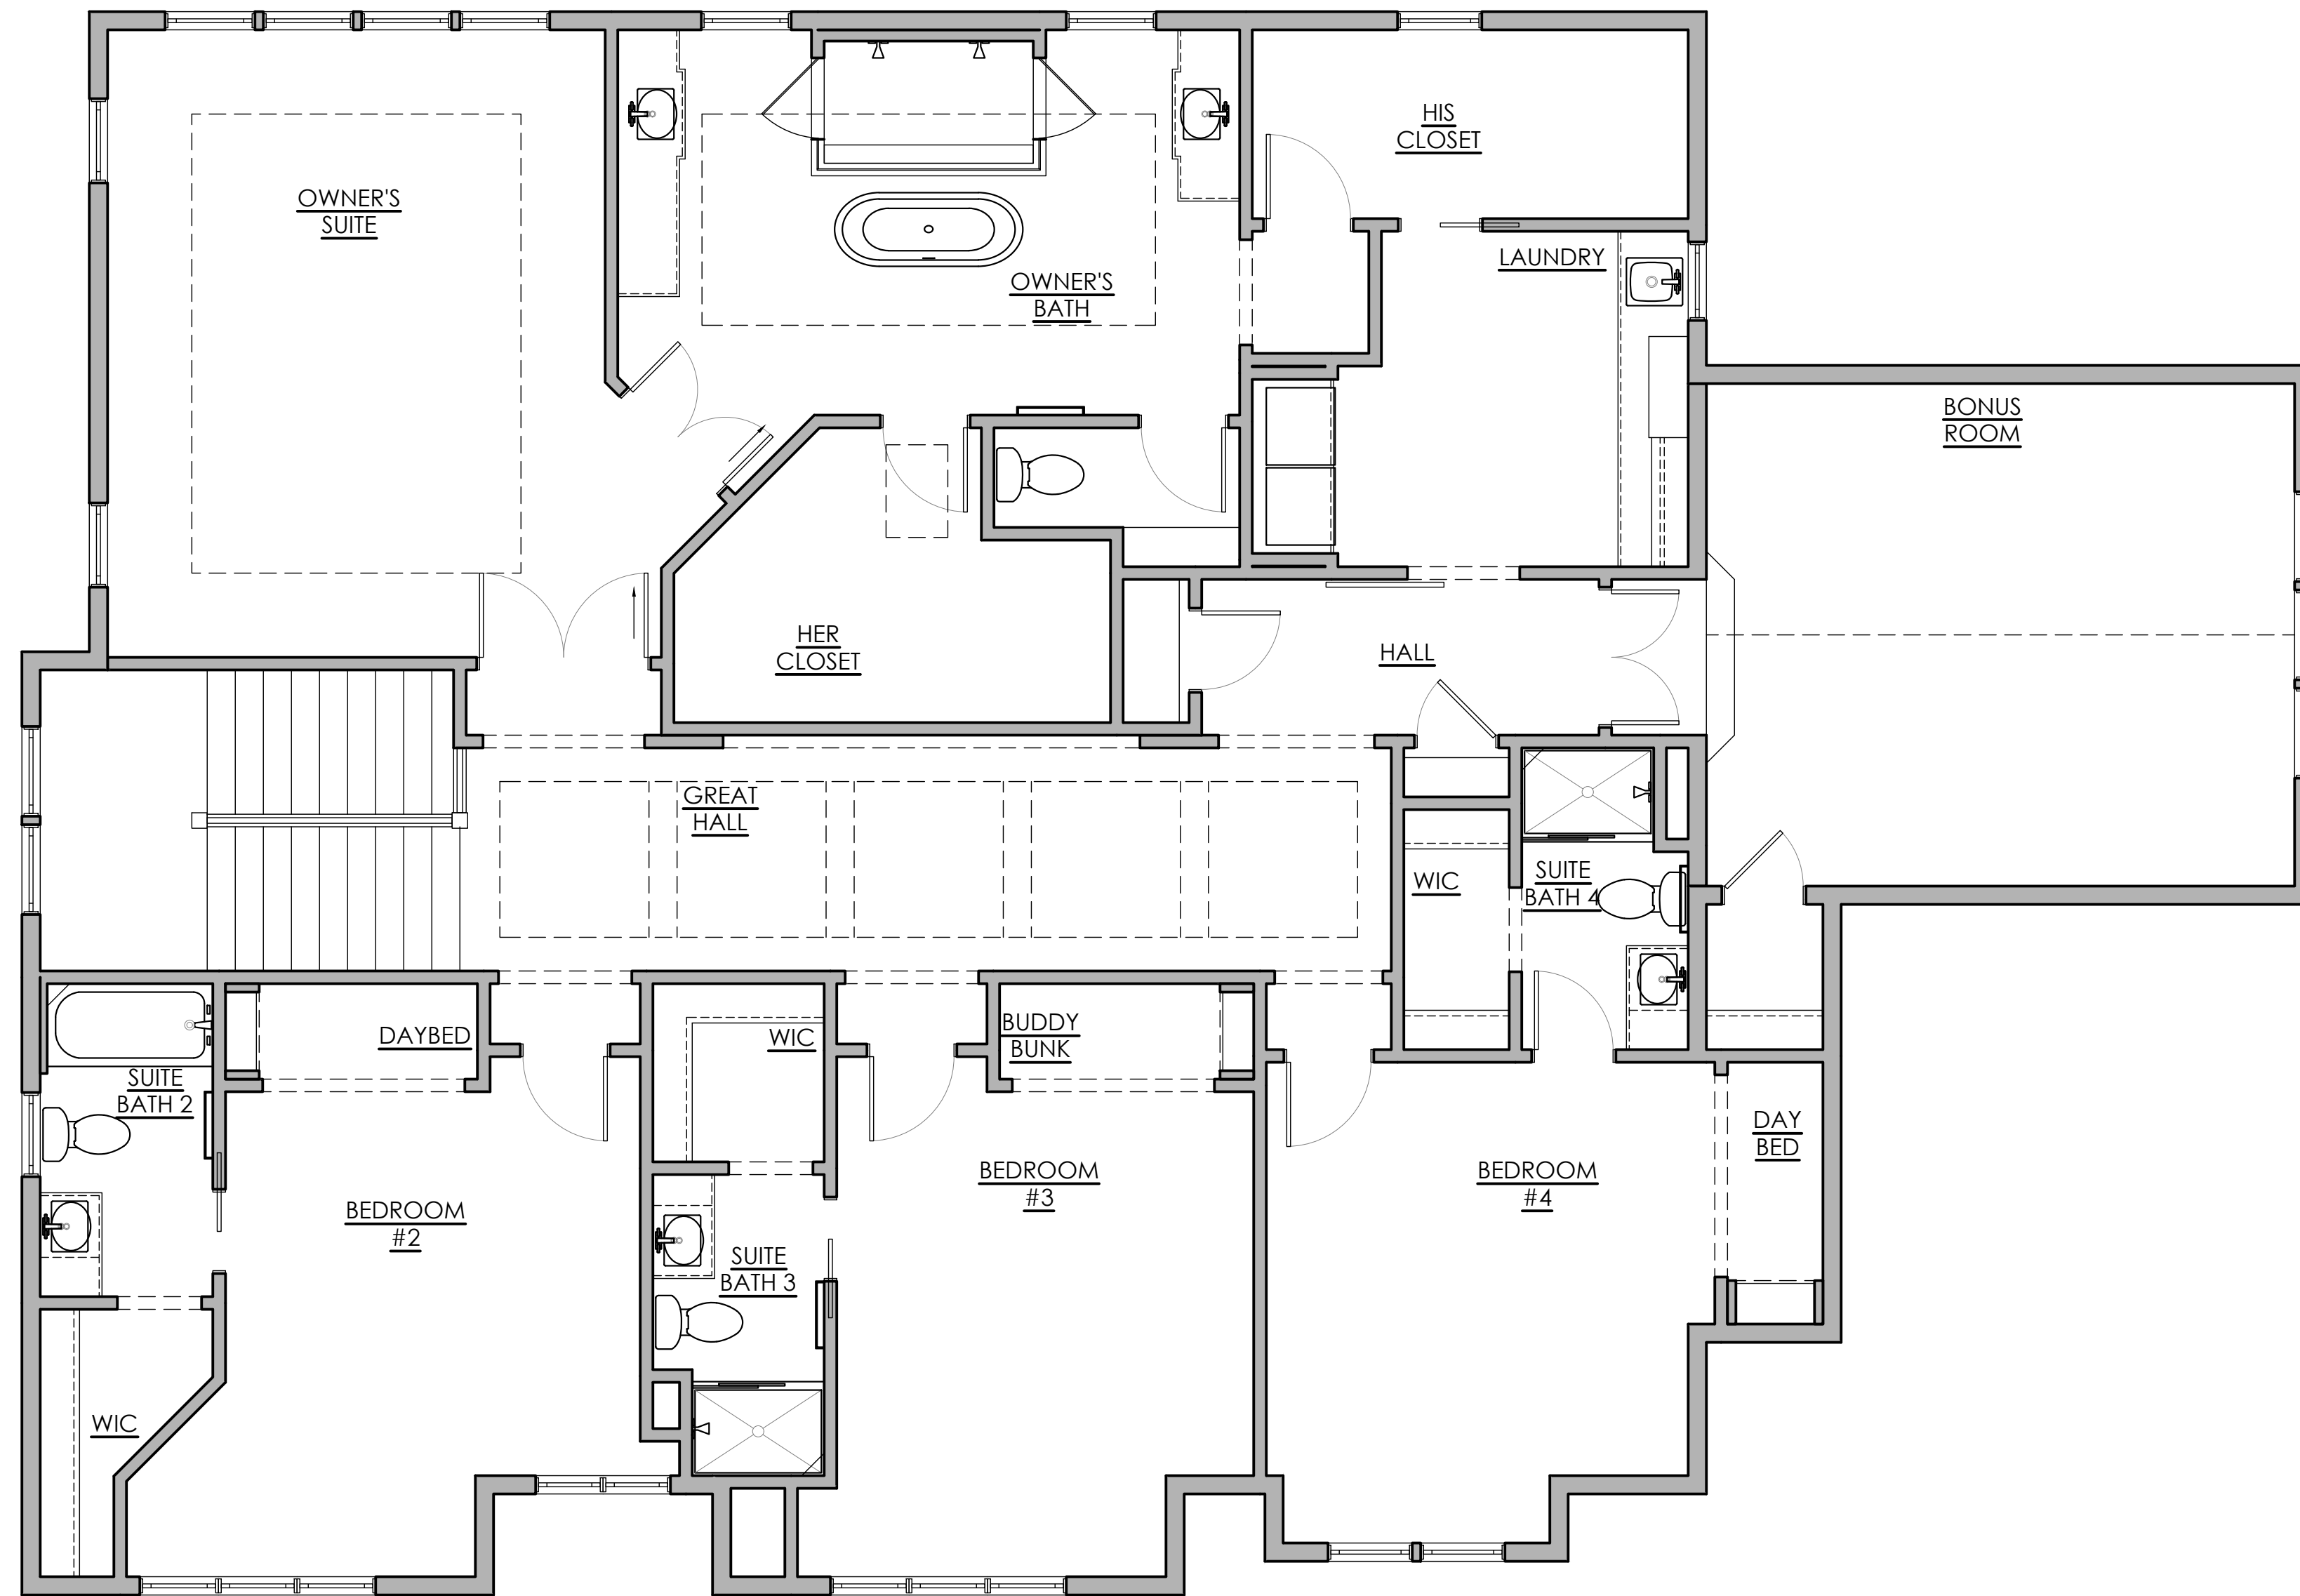 OWNER'S
SUITE
HIS
CLOSET
OWNER'S
BATH
LAUNDRY
BONUS
ROOM
HER
CLOSET
HALL
GREAT
HALL
WIC
SUITE
BATH 4
DAYBED
WIC
BUDDY
BUNK
SUITE
BATH 2
DAY
BED
BEDROOM
#2
BEDROOM
#3
BEDROOM
#4
SUITE
BATH 3
WIC